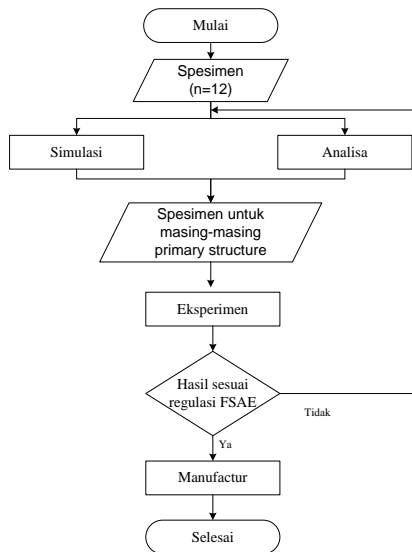 Mulai
Spesimen
(n=12)
Simulasi
Analisa
Spesimen untuk
masing-masing
primary structure
Eksperimen
Hasil sesuai
regulasi FSAE
Tidak
Ya
Manufactur
Selesai